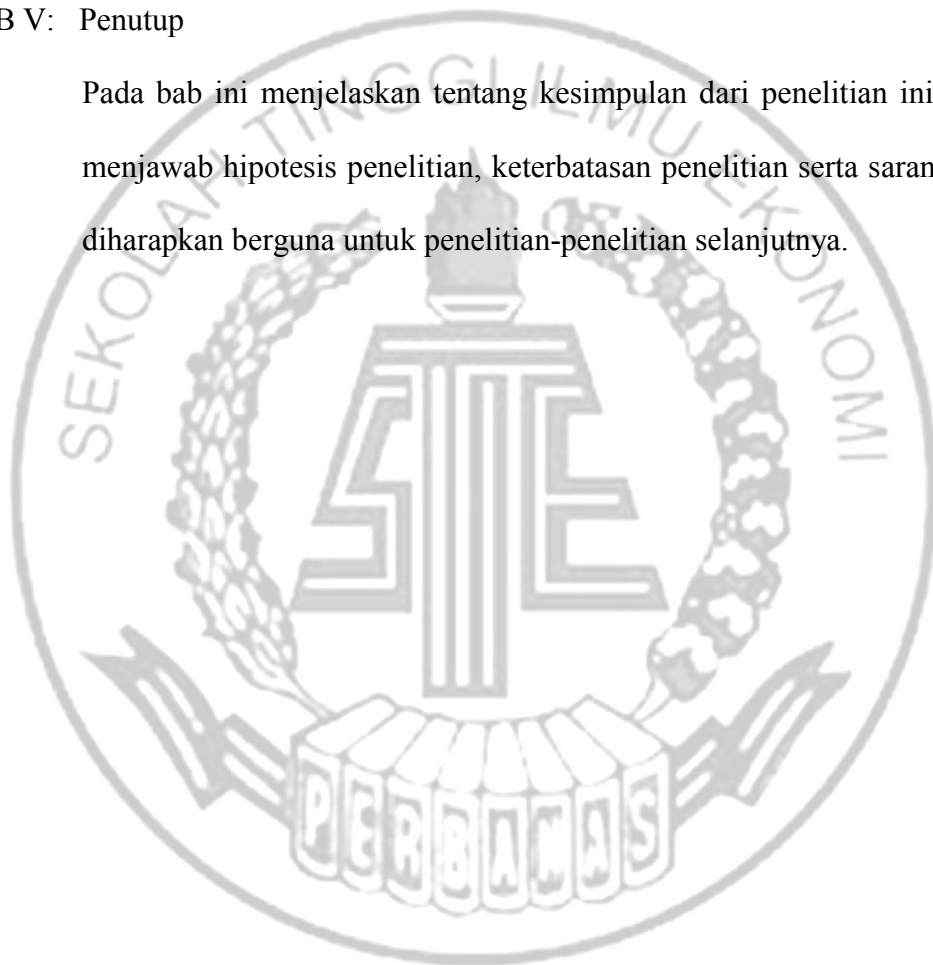 B V: Penutup
Pada bab ini menjelaskan tentang kesimpulan dari penelitian ini
menjawab hipotesis penelitian, keterbatasan penelitian serta saran
diharapkan berguna untuk penelitian-penelitian selanjutnya.
SEKOLAH TINGGI ILMU EKONOMI
STIE
PERBANAS